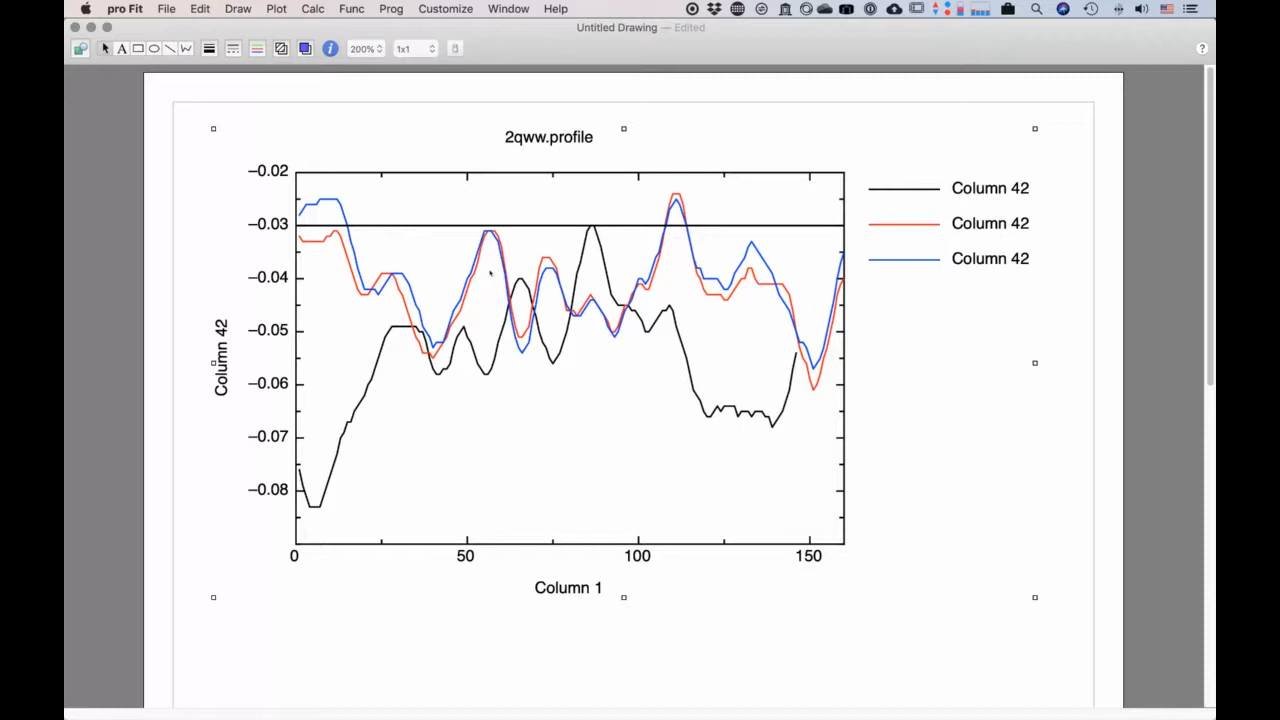 pro Fit File Edit Draw Plot Calc Func Prog Customize Window Help
Untitled Drawing — Edited
A 200% 1x1 ?
2qww.profile
−0.02
−0.03
−0.04
−0.05
−0.06
−0.07
−0.08
Column 42
0 50 100 150
Column 1
Column 42
Column 42
Column 42